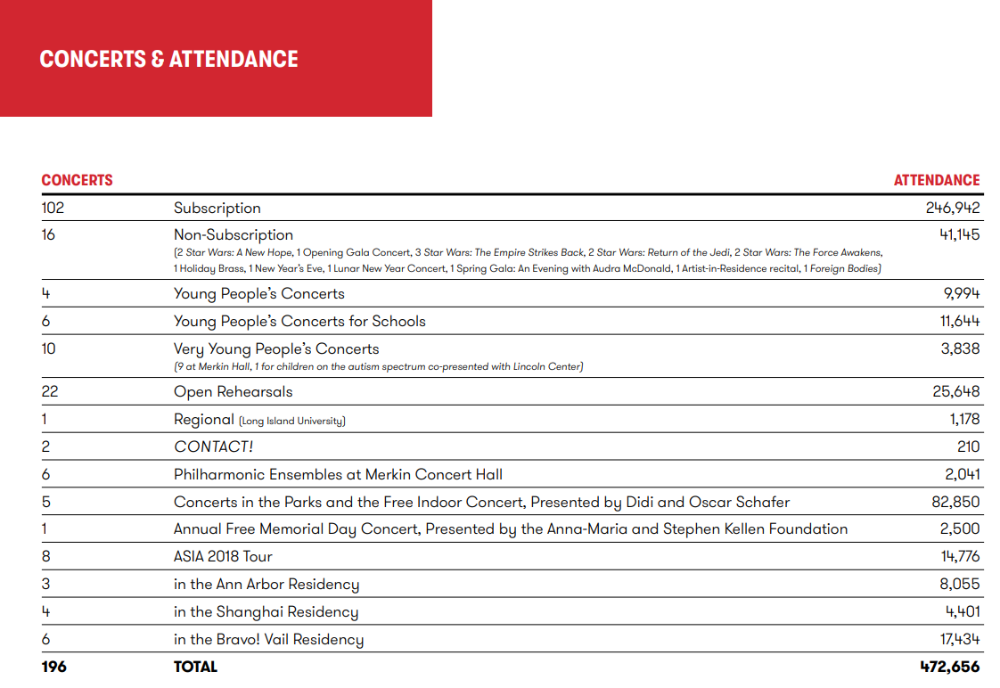 CONCERTS & ATTENDANCE
CONCERTS ATTENDANCE
102 Subscription 246,942
16 Non-Subscription 41,145
(2 Star Wars: A New Hope, 1 Opening Gala Concert, 3 Star Wars: The Empire Strikes Back, 2 Star Wars: Return of the Jedi, 2 Star Wars: The Force Awakens,
1 Holiday Brass, 1 New Year’s Eve, 1 Lunar New Year Concert, 1 Spring Gala: An Evening with Audra McDonald, 1 Artist-in-Residence recital, 1 Foreign Bodies)
4 Young People’s Concerts 9,994
6 Young People’s Concerts for Schools 11,644
10 Very Young People’s Concerts 3,838
(9 at Merkin Hall, 1 for children on the autism spectrum co-presented with Lincoln Center)
22 Open Rehearsals 25,648
1 Regional (Long Island University) 1,178
2 CONTACT! 210
6 Philharmonic Ensembles at Merkin Concert Hall 2,041
5 Concerts in the Parks and the Free Indoor Concert, Presented by Didi and Oscar Schafer 82,850
1 Annual Free Memorial Day Concert, Presented by the Anna-Maria and Stephen Kellen Foundation 2,500
8 ASIA 2018 Tour 14,776
3 in the Ann Arbor Residency 8,055
4 in the Shanghai Residency 4,401
6 in the Bravo! Vail Residency 17,434
196 TOTAL 472,656